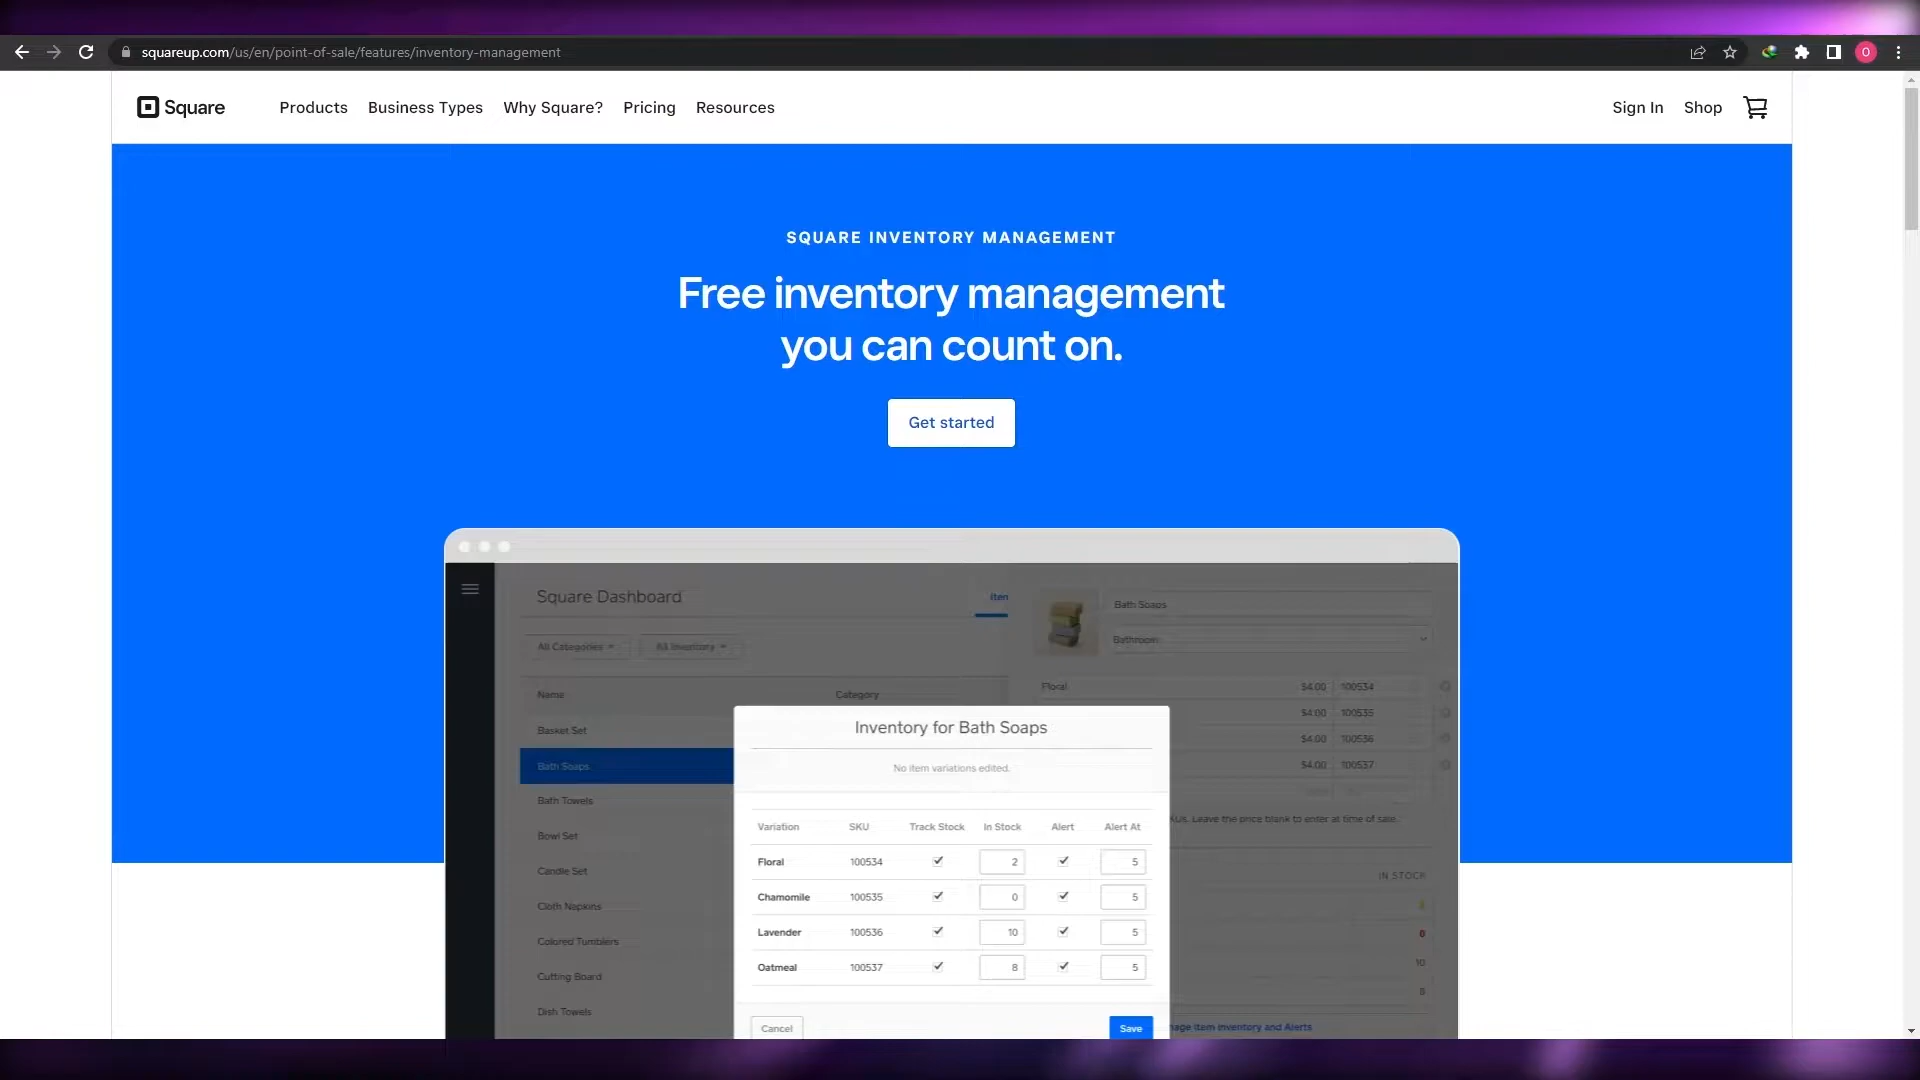 squareup.com/us/en/point-of-sale/features/inventory-management
O
Square
Products Business Types Why Square? Pricing Resources
Sign In Shop
SQUARE INVENTORY MANAGEMENT
Free inventory management
you can count on.
Get started
Square Dashboard
Item
Bath Soaps
Bathroom
All Categories All Inventory
Name Category
Floral $4.00 100534
$4.00 100535
$4.00 100536
$4.00 100537
Basket Set
Bath Soaps
Bath Towels
Bowl Set
Candle Set
Cloth Napkins
Colored Tumblers
Cutting Board
Dish Towels
Inventory for Bath Soaps
No item variations edited.
Variation SKU Track Stock In Stock Alert Alert At
Floral 100534 2 5
Chamomile 100535 0 5
Lavender 100536 10 5
Oatmeal 100537 8 5
Cancel Save
Leave the price blank to enter at time of sale.
IN STOCK
0
10
8
Item Inventory and Alerts